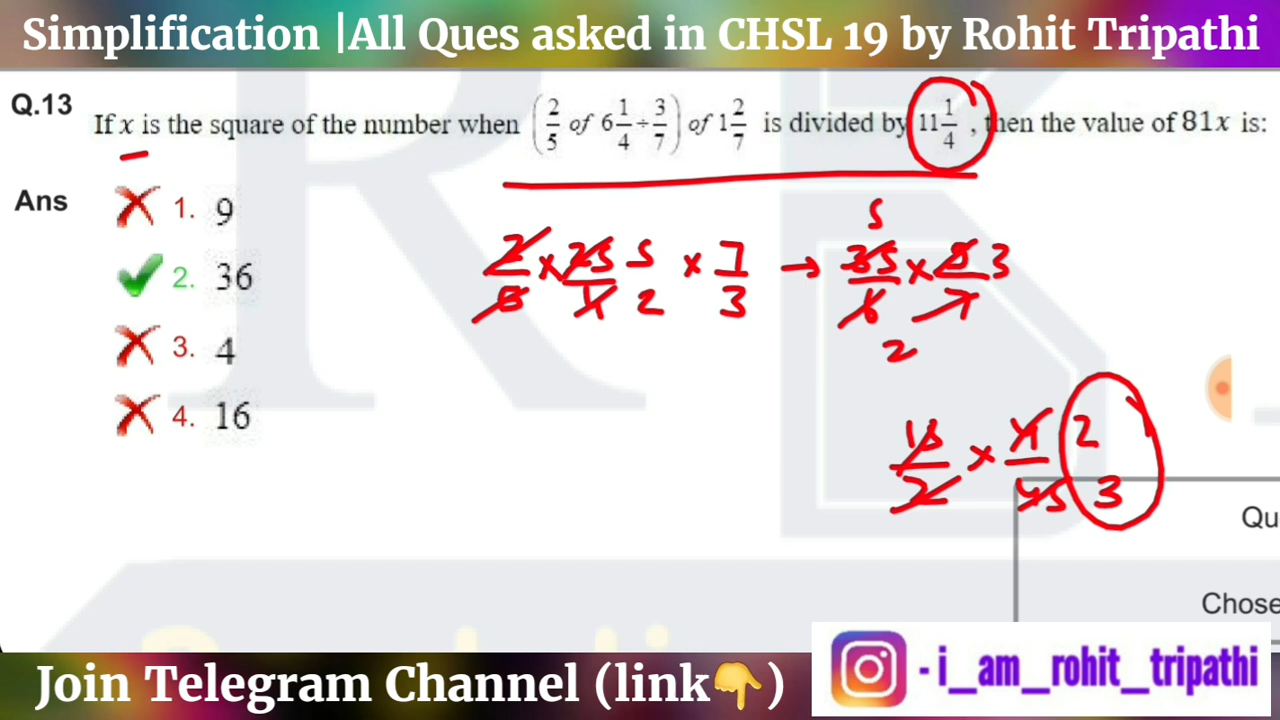 Simplification |All Ques asked in CHSL 19 by Rohit Tripathi
Q.13 If x is the square of the number when (2/5 of 6 1/4 ÷ 3/7) of 1 2/7 is divided by 11 1/4 , then the value of 81x is:
Ans
1. 9
2. 36
3. 4
4. 16
5
2/5 × 25/4 5/2 × 7/3 → 35/6 × 9/7 3
2
15/2 × 4/45 2/3
Qu
Chose
Join Telegram Channel (link👇)
- i_am_rohit_tripathi